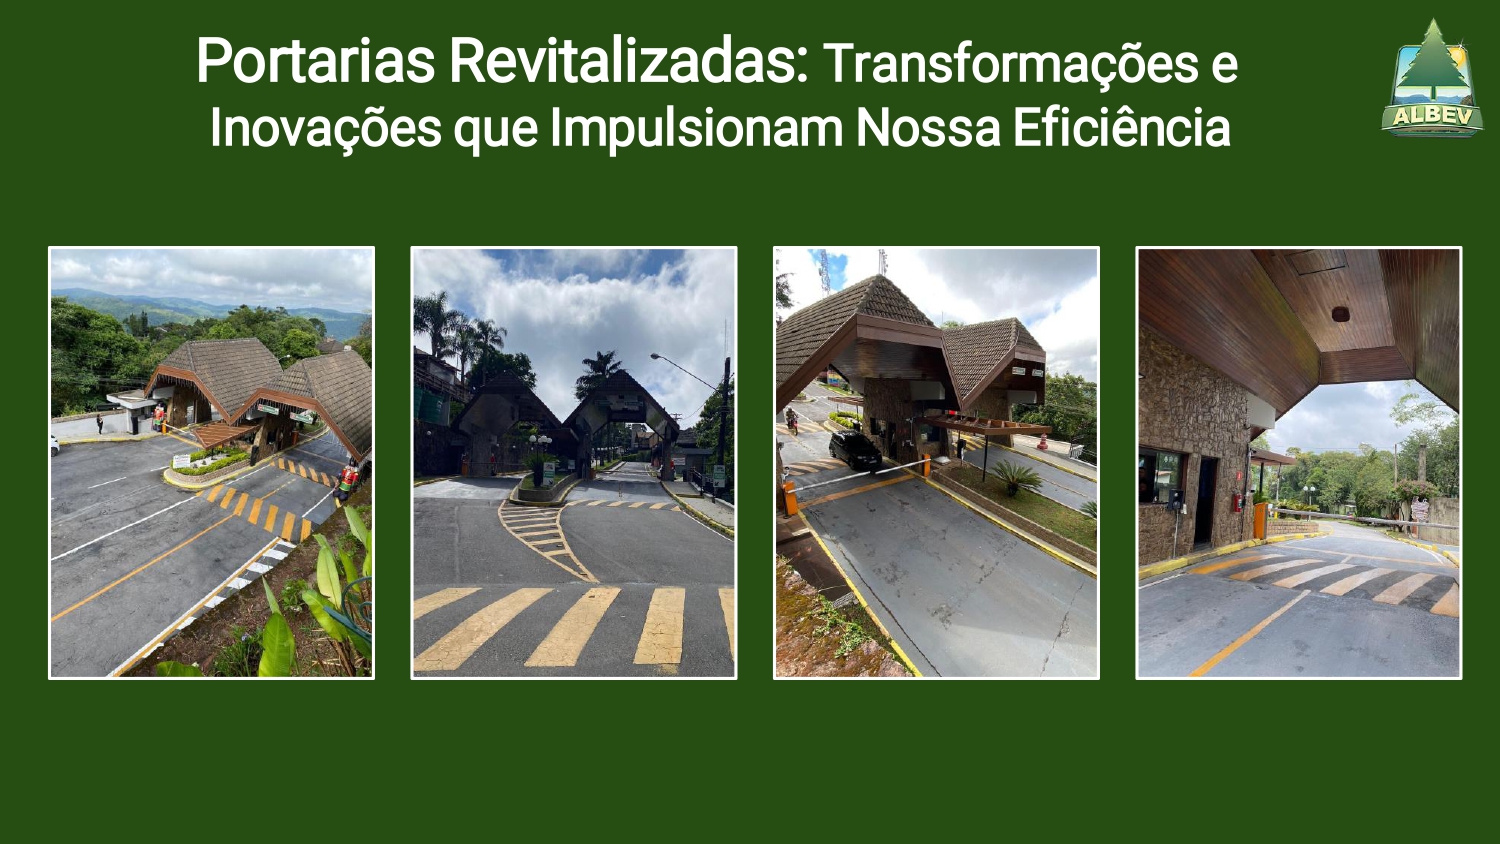 Portarias Revitalizadas: Transformações e
Inovações que Impulsionam Nossa Eficiência
ALBEV